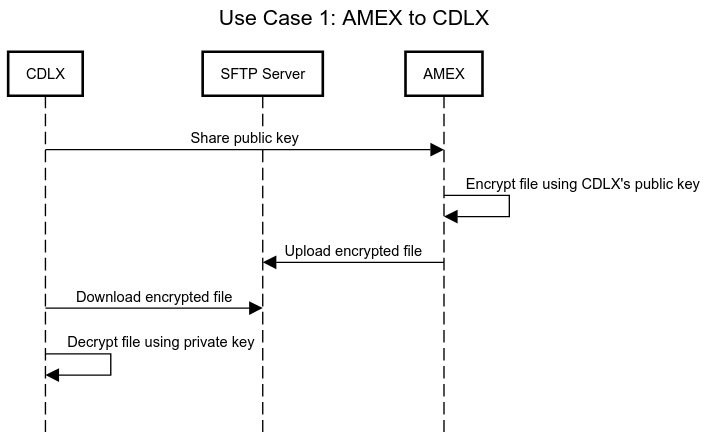 Use Case 1: AMEX to CDLX
CDLX
SFTP Server
AMEX
Share public key
Encrypt file using CDLX's public key
Upload encrypted file
Download encrypted file
Decrypt file using private key